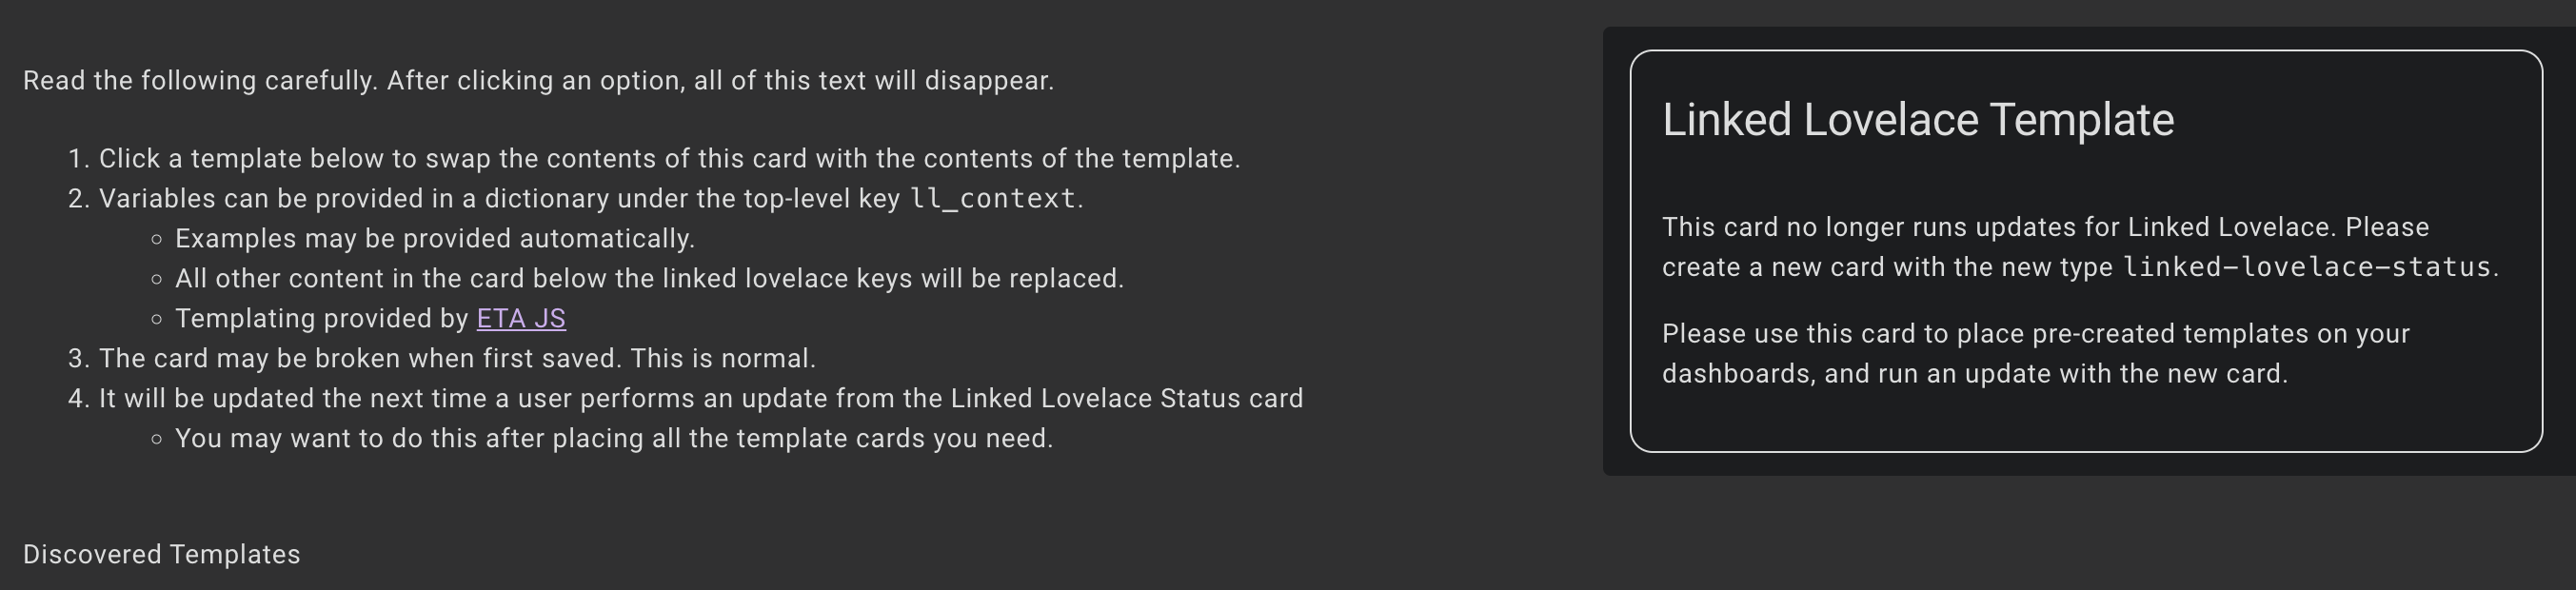 Read the following carefully. After clicking an option, all of this text will disappear.
1. Click a template below to swap the contents of this card with the contents of the template.
2. Variables can be provided in a dictionary under the top-level key ll_context.
○ Examples may be provided automatically.
○ All other content in the card below the linked lovelace keys will be replaced.
○ Templating provided by ETA JS
3. The card may be broken when first saved. This is normal.
4. It will be updated the next time a user performs an update from the Linked Lovelace Status card
○ You may want to do this after placing all the template cards you need.
Discovered Templates
Linked Lovelace Template
This card no longer runs updates for Linked Lovelace. Please
create a new card with the new type linked-lovelace-status.
Please use this card to place pre-created templates on your
dashboards, and run an update with the new card.